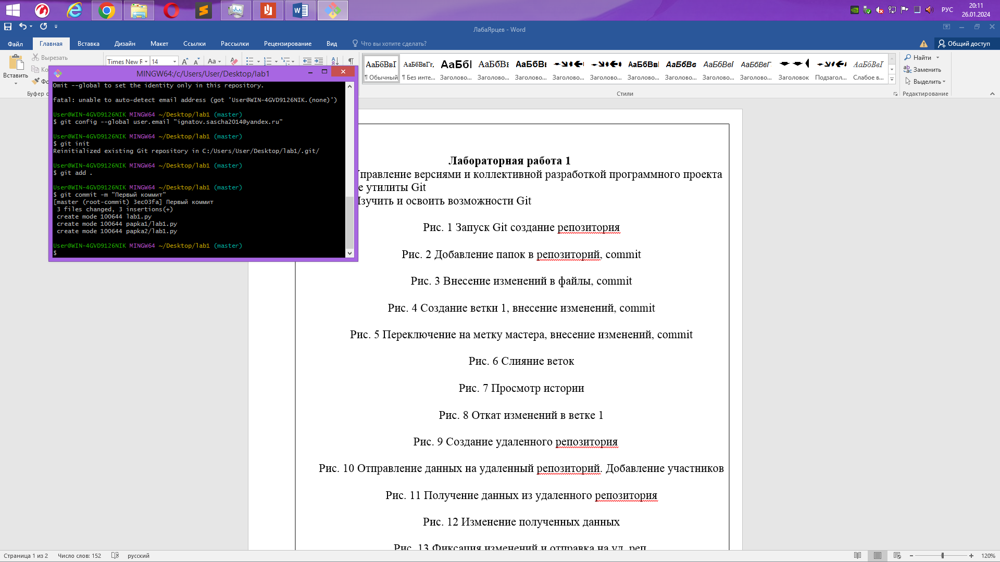 РУС
20:11
26.01.2024
ЛабаЯрцев - Word
Файл
Главная
Вставка
Дизайн
Макет
Ссылки
Рассылки
Рецензирование
Вид
Что вы хотите сделать?
Общий доступ
Вставить
Вырезать
Ко
Фо
Буфер о
Times New R
14
Aa
АаБбВвГ
АаБбВвГг,
АаБбІ
АаБбВв
АаБбВвГ
АаБбВвІ
АаБбВв
АаБбВвГ
АаБбВвГ
АаБбВвГ
¶ Обычный
¶ Без инте...
Заголово...
Заголово...
Заголово...
Заголово...
Заголово...
Заголово...
Заголово...
Заголово...
Заголово...
Заголовок
Подзагол...
Слабое в...
Стили
Найти
Заменить
Выделить
Редактирование
MINGW64:/c/Users/User/Desktop/lab1
Omit --global to set the identity only in this repository.
fatal: unable to auto-detect email address (got 'User@WIN-4GVD9126NIK.(none)')
User@WIN-4GVD9126NIK MINGW64 ~/Desktop/lab1 (master)
$ git config --global user.email "ignatov.sascha2014@yandex.ru"
User@WIN-4GVD9126NIK MINGW64 ~/Desktop/lab1 (master)
$ git init
Reinitialized existing Git repository in C:/Users/User/Desktop/lab1/.git/
User@WIN-4GVD9126NIK MINGW64 ~/Desktop/lab1 (master)
$ git add .
User@WIN-4GVD9126NIK MINGW64 ~/Desktop/lab1 (master)
$ git commit -m "Первый коммит"
[master (root-commit) 3ec03fa] Первый коммит
3 files changed, 3 insertions(+)
create mode 100644 lab1.py
create mode 100644 papka1/lab1.py
create mode 100644 papka2/lab1.py
User@WIN-4GVD9126NIK MINGW64 ~/Desktop/lab1 (master)
$
Лабораторная работа 1
Управление версиями и коллективной разработкой программного проекта
е утилиты Git
Изучить и освоить возможности Git
Рис. 1 Запуск Git создание репозитория
Рис. 2 Добавление папок в репозиторий, commit
Рис. 3 Внесение изменений в файлы, commit
Рис. 4 Создание ветки 1, внесение изменений, commit
Рис. 5 Переключение на метку мастера, внесение изменений, commit
Рис. 6 Слияние веток
Рис. 7 Просмотр истории
Рис. 8 Откат изменений в ветке 1
Рис. 9 Создание удаленного репозитория
Рис. 10 Отправление данных на удаленный репозиторий. Добавление участников
Рис. 11 Получение данных из удаленного репозитория
Рис. 12 Изменение полученных данных
Рис. 13 Фиксация изменений и отправка на уд. реп
Страница 1 из 2
Число слов: 152
русский
120%